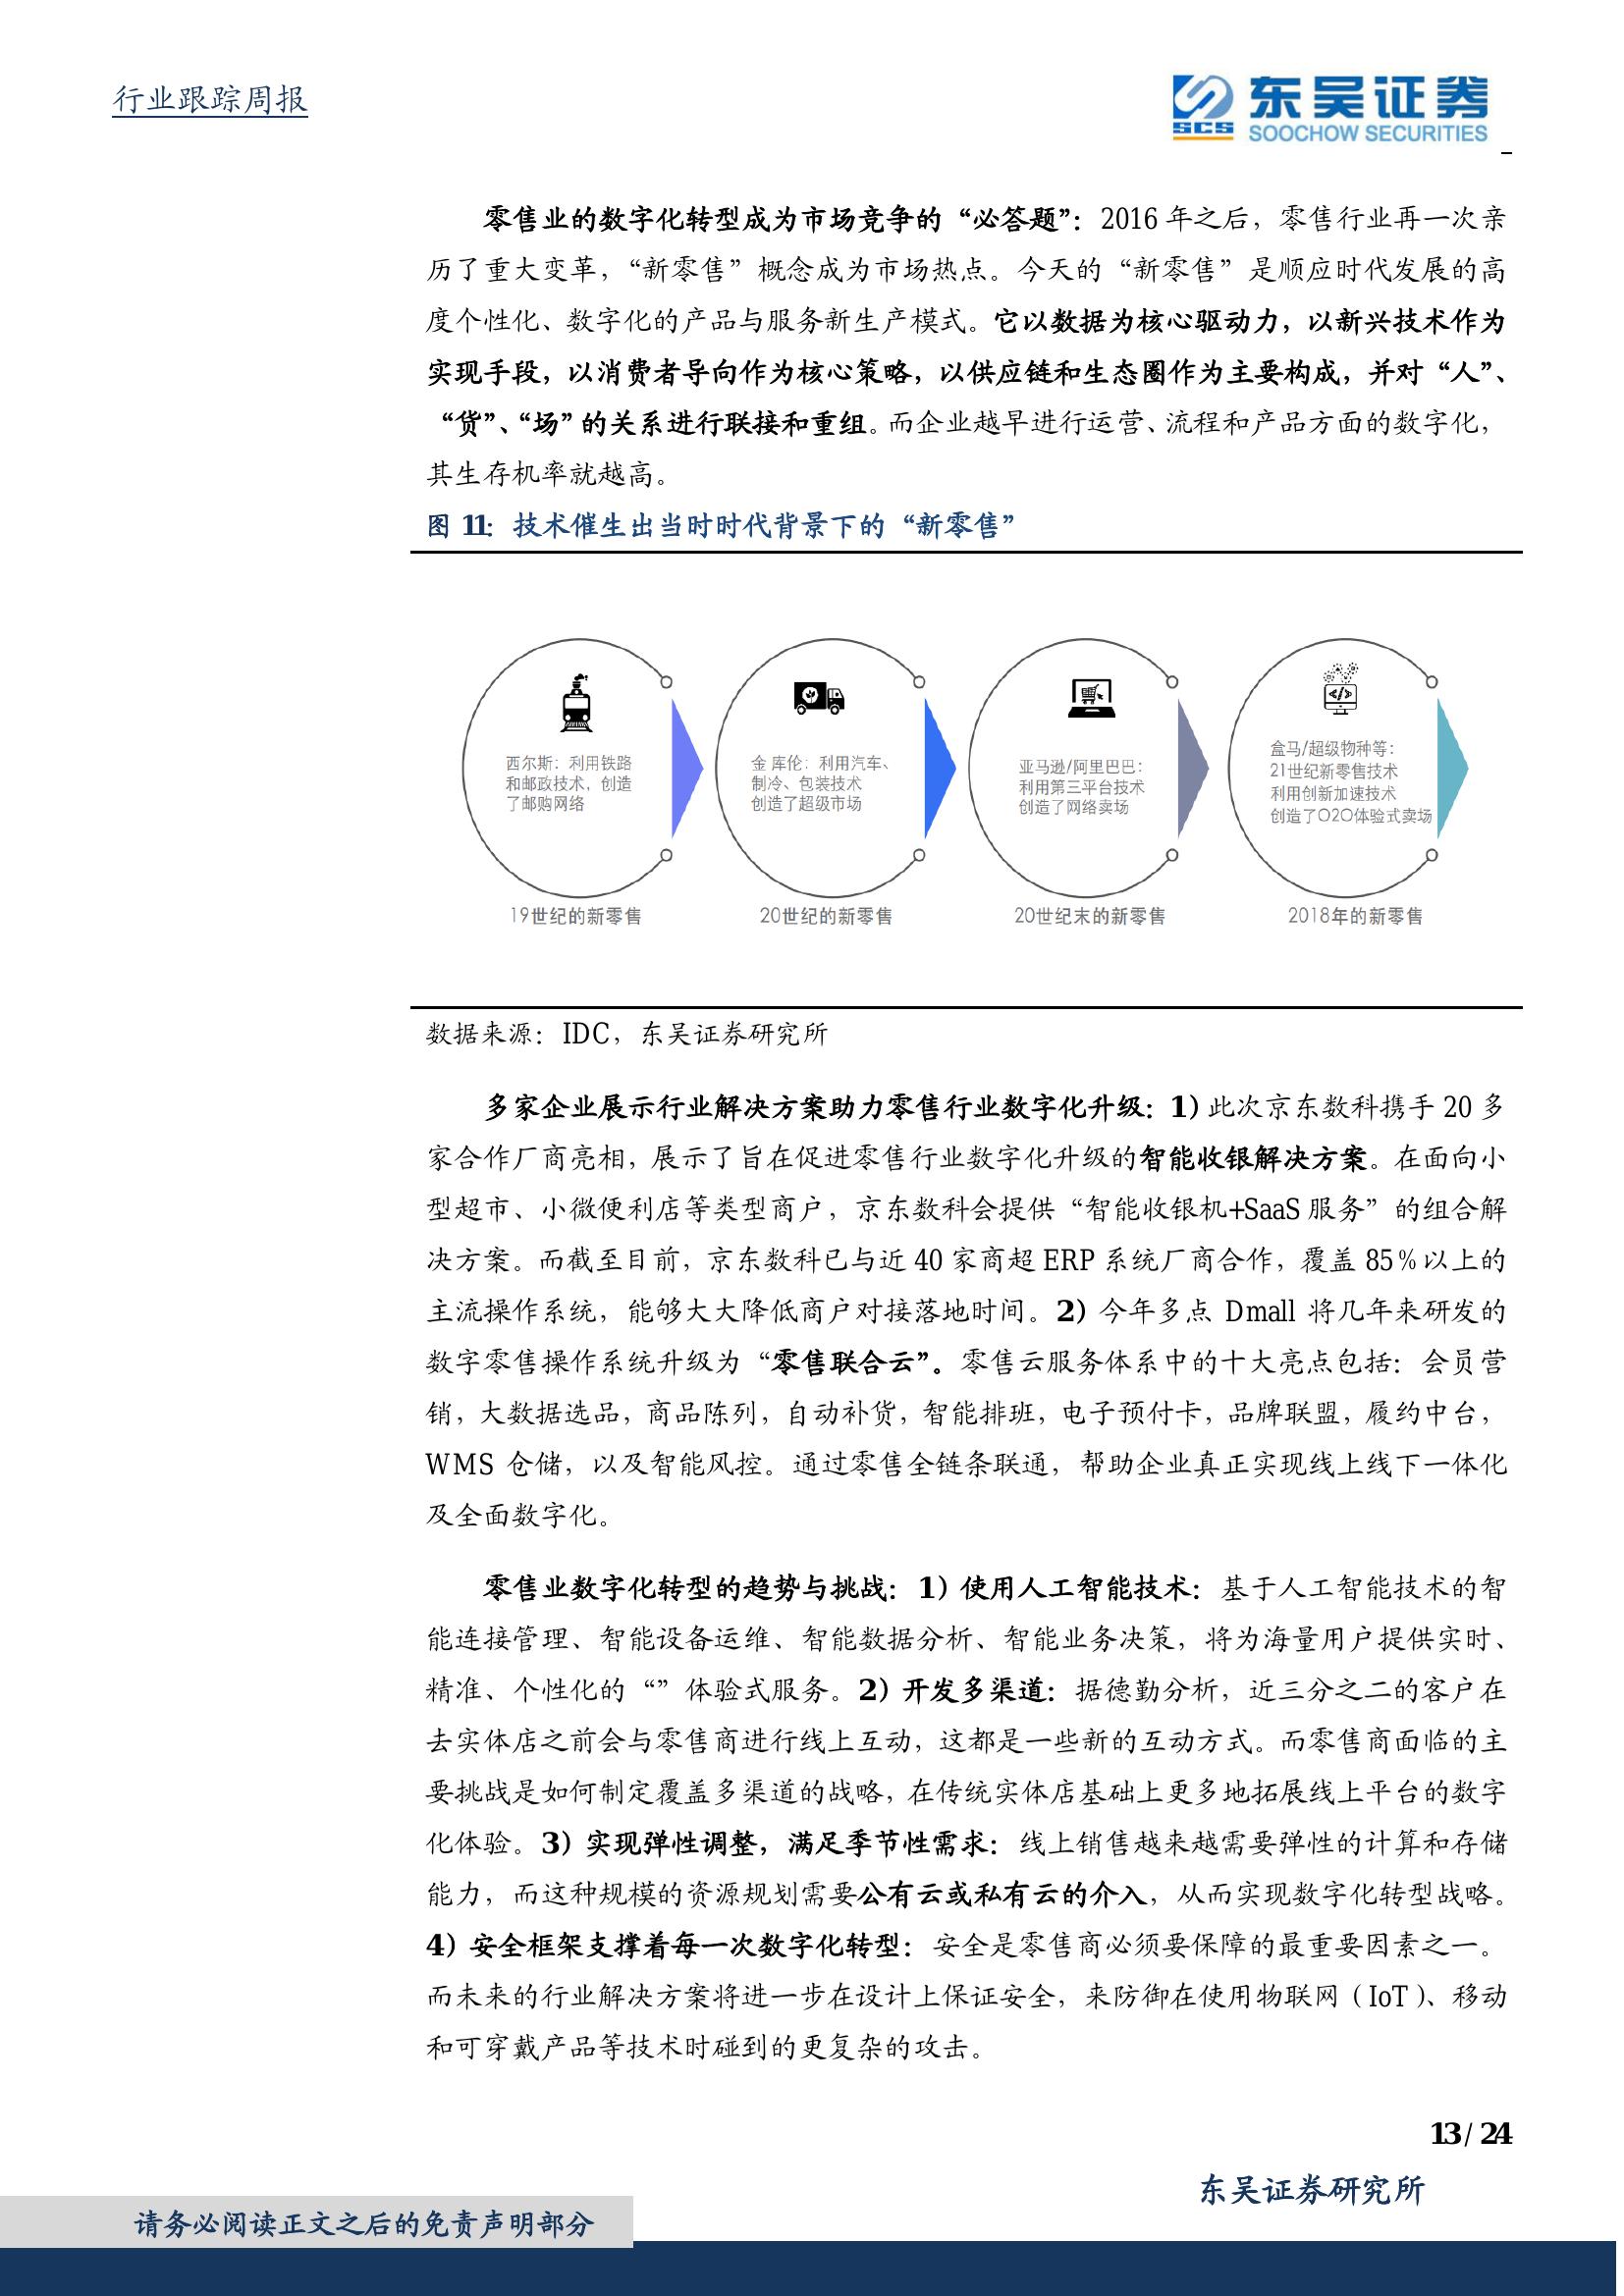 行业跟踪周报
东吴证券
SCS
SOOCHOW SECURITIES
零售业的数字化转型成为市场竞争的“必答题”：2016 年之后，零售行业再一次亲
历了重大变革，“新零售”概念成为市场热点。今天的“新零售”是顺应时代发展的高
度个性化、数字化的产品与服务新生产模式。它以数据为核心驱动力，以新兴技术作为
实现手段，以消费者导向作为核心策略，以供应链和生态圈作为主要构成，并对“人”、
“货”、“场”的关系进行联接和重组。而企业越早进行运营、流程和产品方面的数字化，
其生存机率就越高。
图 11：技术催生出当时时代背景下的“新零售”
西尔斯：利用铁路
和邮政技术，创造
了邮购网络
19世纪的新零售
金 库伦：利用汽车、
制冷、包装技术
创造了超级市场
20世纪的新零售
亚马逊/阿里巴巴：
利用第三平台技术
创造了网络卖场
20世纪末的新零售
盒马/超级物种等：
21世纪新零售技术
利用创新加速技术
创造了O2O体验式卖场
2018年的新零售
数据来源：IDC，东吴证券研究所
多家企业展示行业解决方案助力零售行业数字化升级：1）此次京东数科携手 20 多
家合作厂商亮相，展示了旨在促进零售行业数字化升级的智能收银解决方案。在面向小
型超市、小微便利店等类型商户，京东数科会提供“智能收银机+SaaS 服务”的组合解
决方案。而截至目前，京东数科已与近 40 家商超 ERP 系统厂商合作，覆盖 85%以上的
主流操作系统，能够大大降低商户对接落地时间。2）今年多点 Dmall 将几年来研发的
数字零售操作系统升级为“零售联合云”。零售云服务体系中的十大亮点包括：会员营
销，大数据选品，商品陈列，自动补货，智能排班，电子预付卡，品牌联盟，履约中台，
WMS 仓储，以及智能风控。通过零售全链条联通，帮助企业真正实现线上线下一体化
及全面数字化。
零售业数字化转型的趋势与挑战：1）使用人工智能技术：基于人工智能技术的智
能连接管理、智能设备运维、智能数据分析、智能业务决策，将为海量用户提供实时、
精准、个性化的“”体验式服务。2）开发多渠道：据德勤分析，近三分之二的客户在
去实体店之前会与零售商进行线上互动，这都是一些新的互动方式。而零售商面临的主
要挑战是如何制定覆盖多渠道的战略，在传统实体店基础上更多地拓展线上平台的数字
化体验。3）实现弹性调整，满足季节性需求：线上销售越来越需要弹性的计算和存储
能力，而这种规模的资源规划需要公有云或私有云的介入，从而实现数字化转型战略。
4）安全框架支撑着每一次数字化转型：安全是零售商必须要保障的最重要因素之一。
而未来的行业解决方案将进一步在设计上保证安全，来防御在使用物联网（IoT）、移动
和可穿戴产品等技术时碰到的更复杂的攻击。
13 / 24
东吴证券研究所
请务必阅读正文之后的免责声明部分